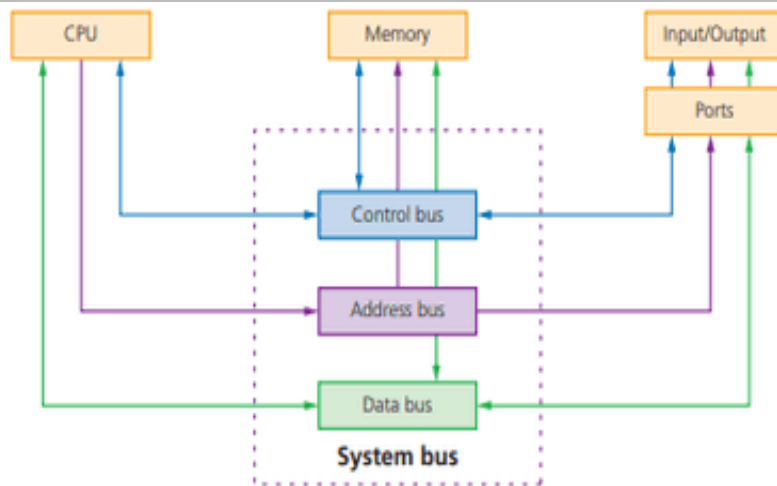 CPU
Memory
Input/Output
Ports
Control bus
Address bus
Data bus
System bus